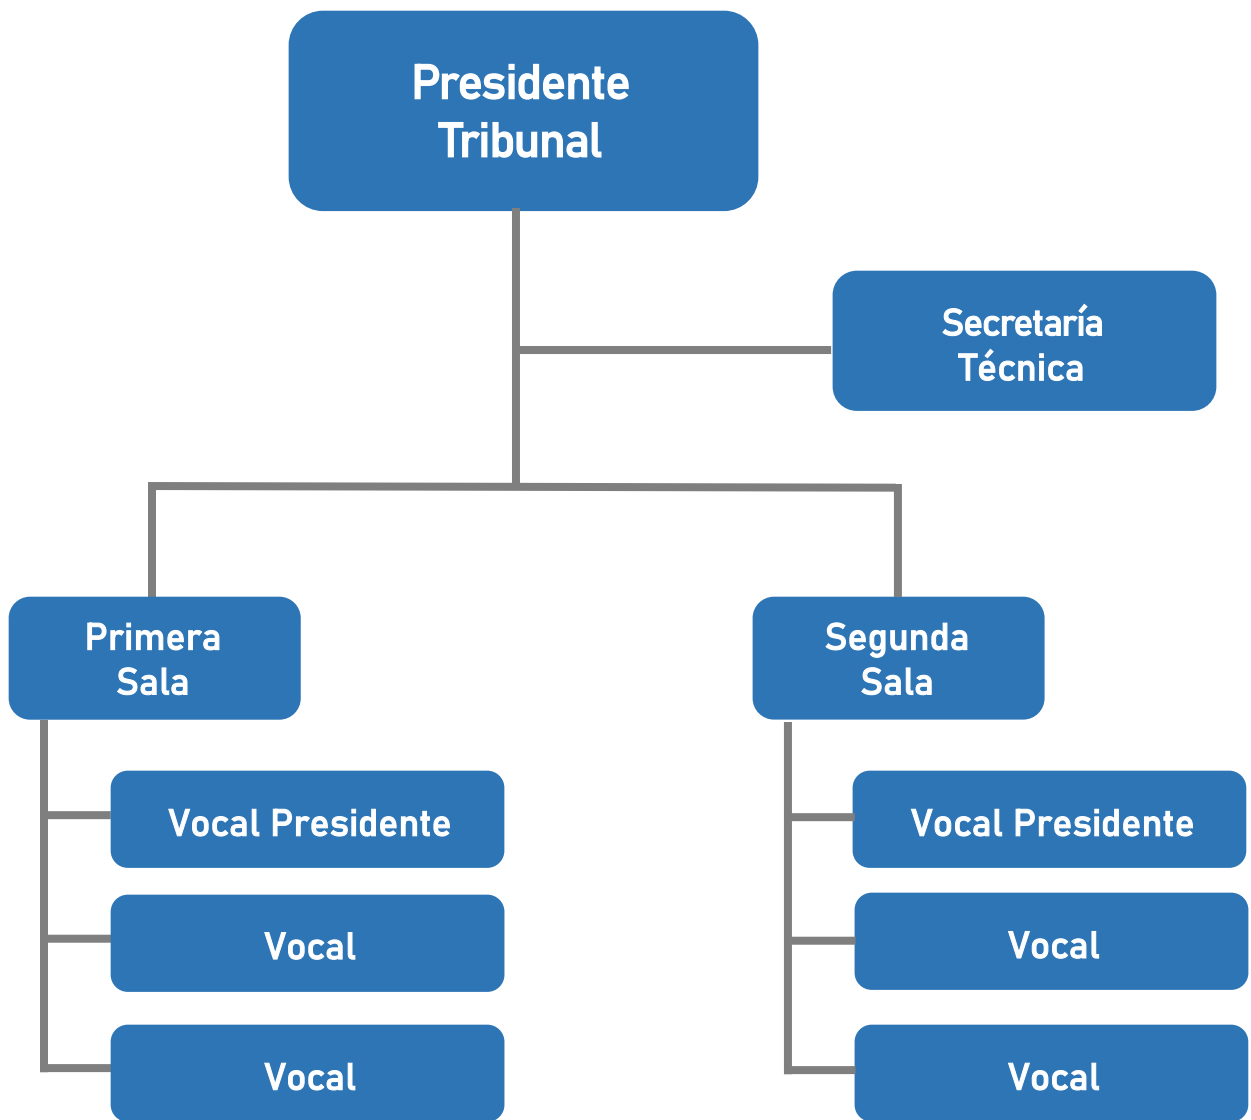 Presidente
Tribunal
Secretaría
Técnica
Primera
Sala
Segunda
Sala
Vocal Presidente
Vocal Presidente
Vocal
Vocal
Vocal
Vocal